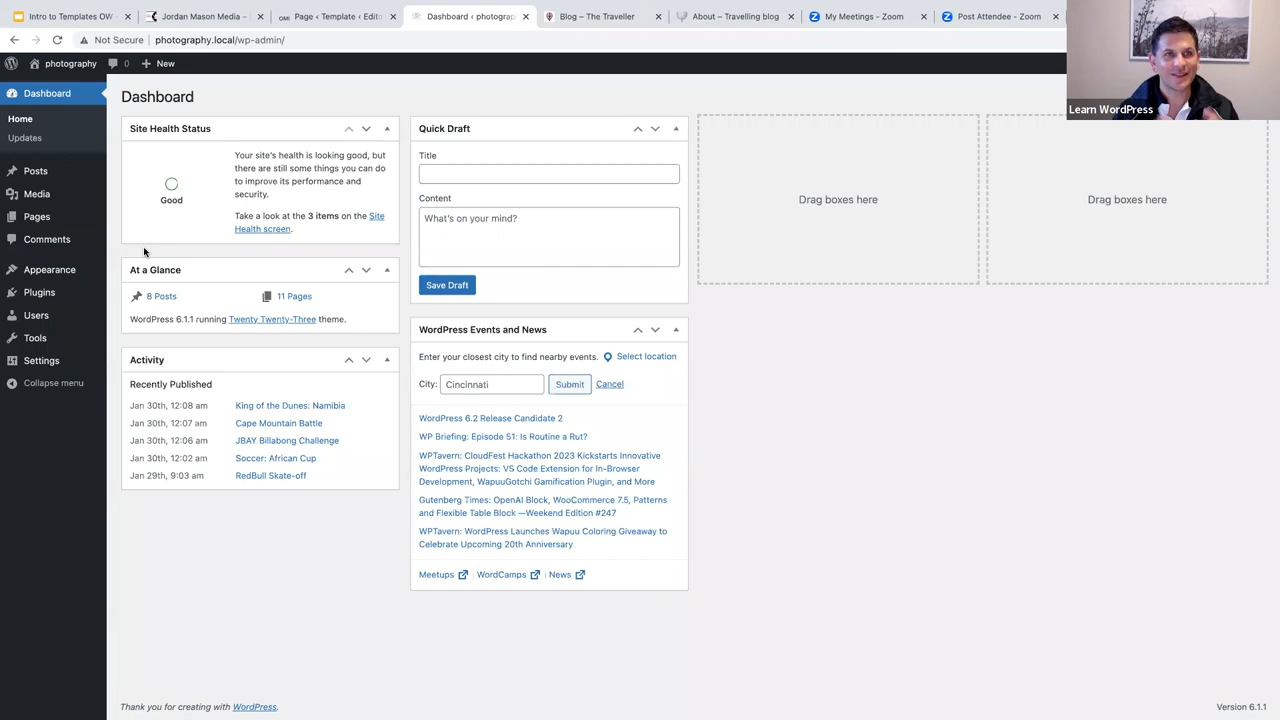 Intro to Templates OW
Jordan Mason Media –
Page ‹ Template ‹ Edito
Dashboard ‹ photograp
Blog – The Traveller
About – Travelling blog
My Meetings - Zoom
Post Attendee - Zoom
Not Secure
photography.local/wp-admin/
photography
0
New
Learn WordPress
Dashboard
Home
Updates
Posts
Media
Pages
Comments
Appearance
Plugins
Users
Tools
Settings
Collapse menu
Dashboard
Site Health Status
Good
Your site's health is looking good, but
there are still some things you can do
to improve its performance and
security.
Take a look at the 3 items on the Site
Health screen.
At a Glance
8 Posts
11 Pages
WordPress 6.1.1 running Twenty Twenty-Three theme.
Activity
Recently Published
Jan 30th, 12:08 am King of the Dunes: Namibia
Jan 30th, 12:07 am Cape Mountain Battle
Jan 30th, 12:06 am JBAY Billabong Challenge
Jan 30th, 12:02 am Soccer: African Cup
Jan 29th, 9:03 am RedBull Skate-off
Quick Draft
Title
Content
What's on your mind?
Save Draft
WordPress Events and News
Enter your closest city to find nearby events. Select location
City: Cincinnati Submit Cancel
WordPress 6.2 Release Candidate 2
WP Briefing: Episode 51: Is Routine a Rut?
WPTavern: CloudFest Hackathon 2023 Kickstarts Innovative
WordPress Projects: VS Code Extension for In-Browser
Development, WapuuGotchi Gamification Plugin, and More
Gutenberg Times: OpenAI Block, WooCommerce 7.5, Patterns
and Flexible Table Block —Weekend Edition #247
WPTavern: WordPress Launches Wapuu Coloring Giveaway to
Celebrate Upcoming 20th Anniversary
Meetups | WordCamps | News
Drag boxes here
Drag boxes here
Thank you for creating with WordPress.
Version 6.1.1